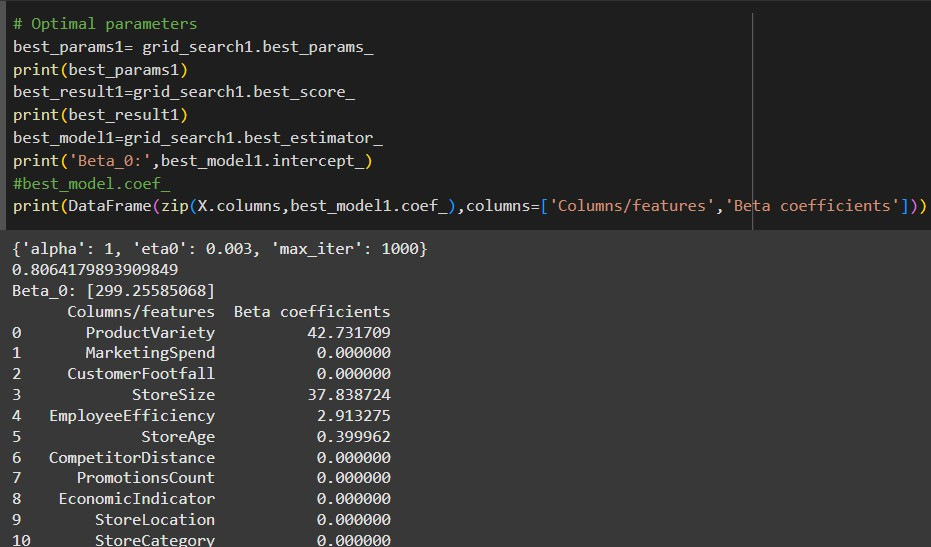 # Optimal parameters
best_params1= grid_search1.best_params_
print(best_params1)
best_result1=grid_search1.best_score_
print(best_result1)
best_model1=grid_search1.best_estimator_
print('Beta_0:',best_model1.intercept_)
#best_model.coef_
print(DataFrame(zip(X.columns,best_model1.coef_),columns=['Columns/features','Beta coefficients']))
{'alpha': 1, 'eta0': 0.003, 'max_iter': 1000}
0.8064179893909849
Beta_0: [299.25585068]
Columns/features Beta coefficients
0 ProductVariety 42.731709
1 MarketingSpend 0.000000
2 CustomerFootfall 0.000000
3 StoreSize 37.838724
4 EmployeeEfficiency 2.913275
5 StoreAge 0.399962
6 CompetitorDistance 0.000000
7 PromotionsCount 0.000000
8 EconomicIndicator 0.000000
9 StoreLocation 0.000000
10 StoreCategory 0.000000